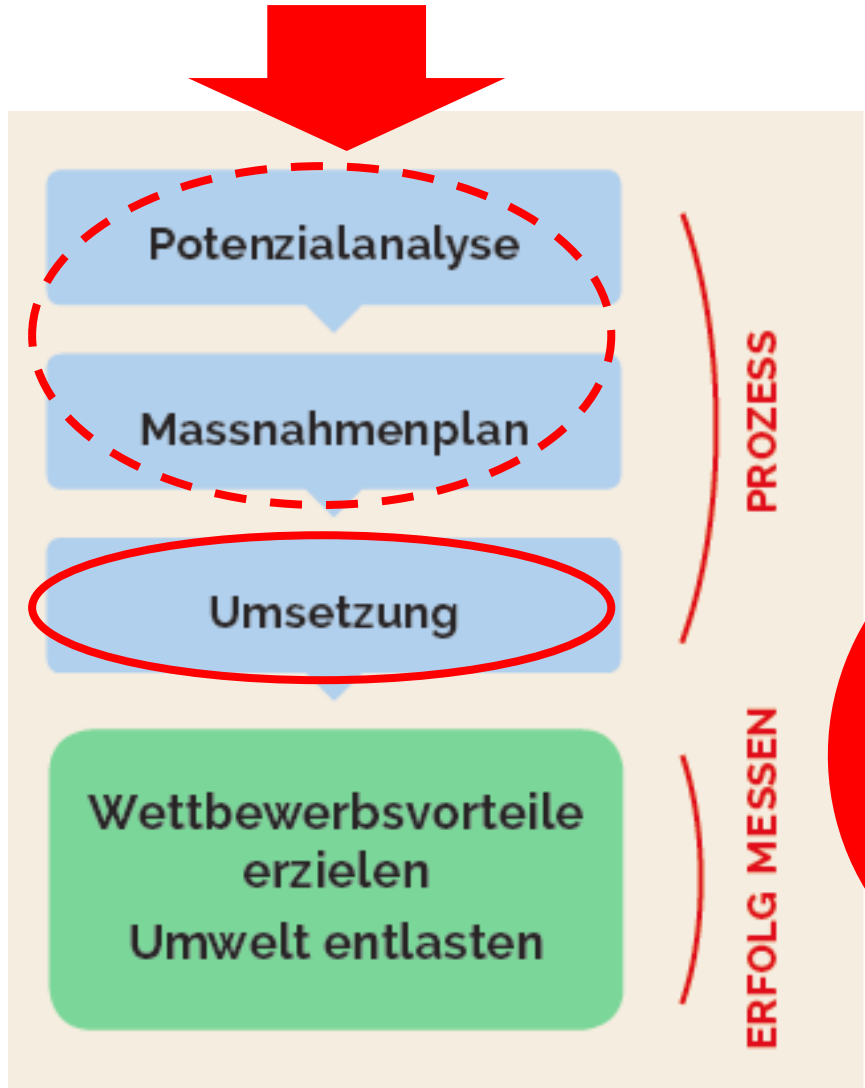 Potenzialanalyse
Massnahmenplan
Umsetzung
PROZESS
Wettbewerbsvorteile
erzielen
Umwelt entlasten
ERFOLG MESSEN